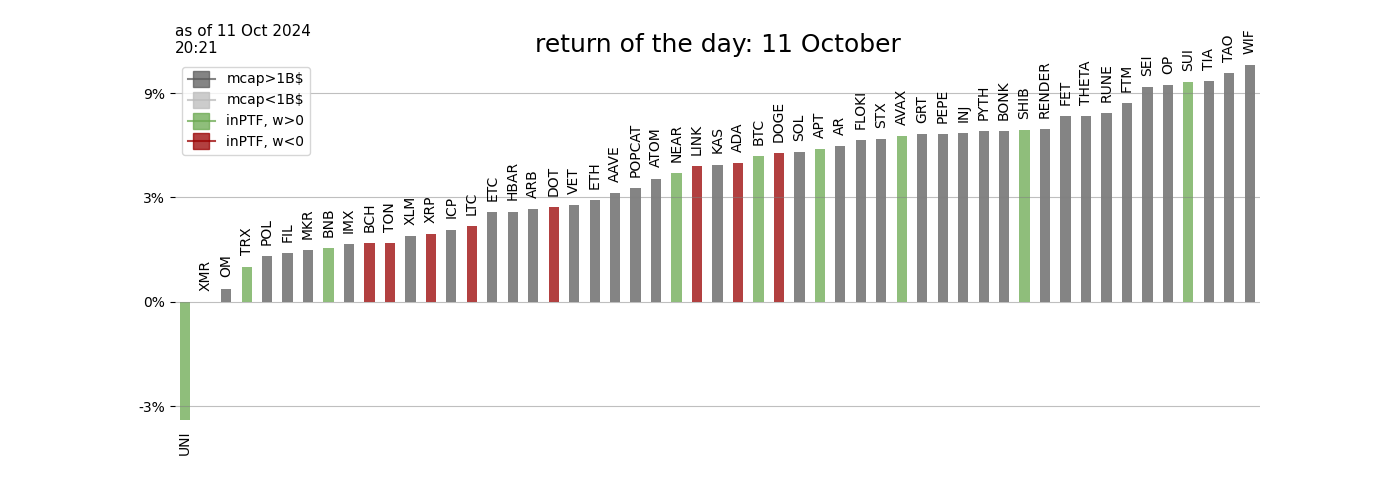 as of 11 Oct 2024
20:21
return of the day: 11 October
mcap>1B$
mcap<1B$
inPTF, w>0
inPTF, w<0
9%
3%
0%
-3%
UNI
XMR
OM
TRX
POL
FIL
MKR
BNB
IMX
BCH
TON
XLM
XRP
ICP
LTC
ETC
HBAR
ARB
DOT
VET
ETH
AAVE
POPCAT
ATOM
NEAR
LINK
KAS
ADA
BTC
DOGE
SOL
APT
AR
FLOKI
STX
AVAX
GRT
PEPE
INJ
PYTH
BONK
SHIB
RENDER
FET
THETA
RUNE
FTM
SEI
OP
SUI
TIA
TAO
WIF